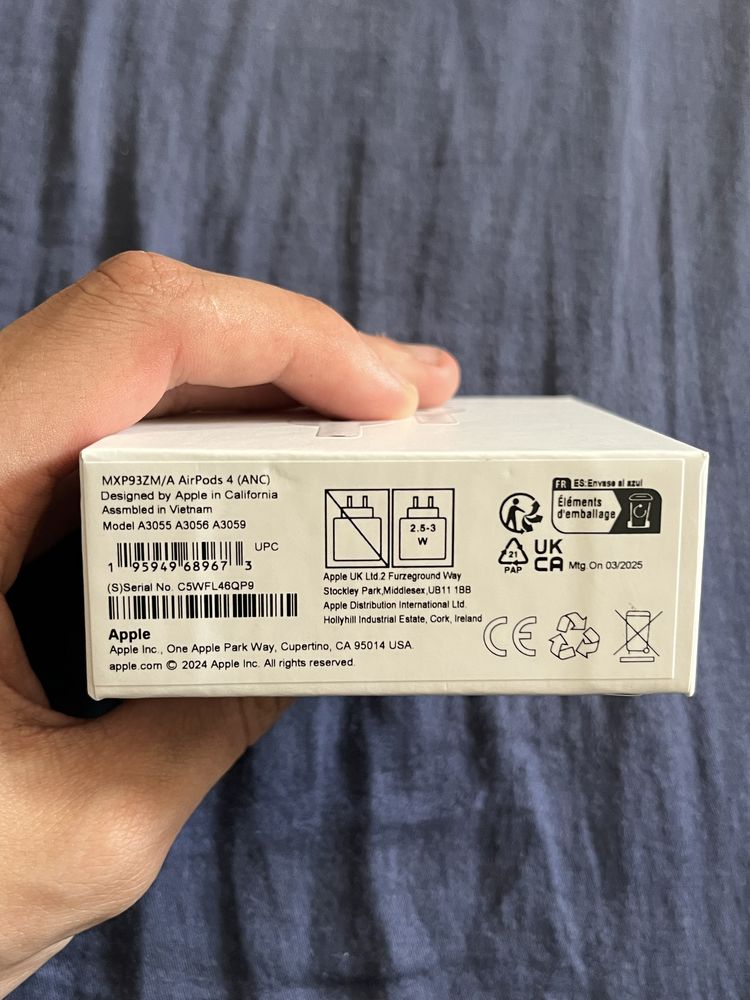 MXP93ZM/A AirPods 4 (ANC)
Designed by Apple in California
Assmbled in Vietnam
Model A3055 A3056 A3059
UPC
1 95949 68967 3
(S)Serial No. C5WFL46QP9
Apple
Apple Inc., One Apple Park Way, Cupertino, CA 95014 USA.
apple.com © 2024 Apple Inc. All rights reserved.
2.5-3
W
Apple UK Ltd.2 Furzeground Way
Stockley Park,Middlesex,UB11 1BB
Apple Distribution International Ltd.
Hollyhill Industrial Estate, Cork, Ireland
FR ES:Envase al azul
Éléments
d'emballage
21
PAP
UK
CA
Mtg On 03/2025
CE